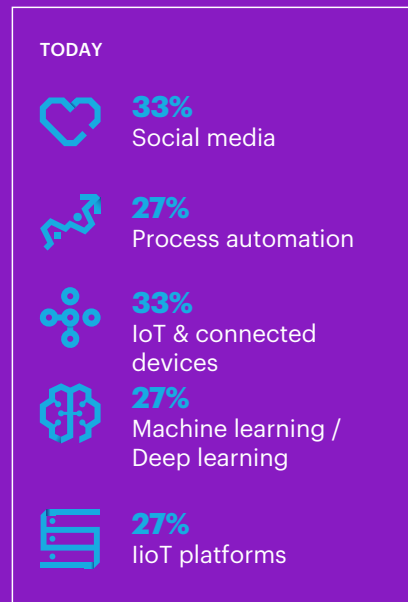 TODAY
33%
Social media
27%
Process automation
33%
IoT & connected
devices
27%
Machine learning /
Deep learning
27%
IioT platforms